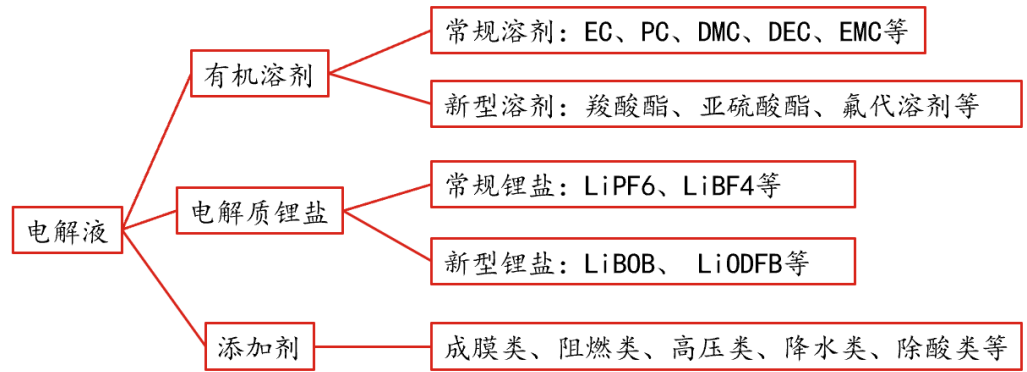 常规溶剂：EC、PC、DMC、DEC、EMC等
有机溶剂
新型溶剂：羧酸酯、亚硫酸酯、氟代溶剂等
常规锂盐：LiPF6、LiBF4等
电解质锂盐
电解液
新型锂盐：LiBOB、 LiODFB等
添加剂
成膜类、阻燃类、高压类、降水类、除酸类等